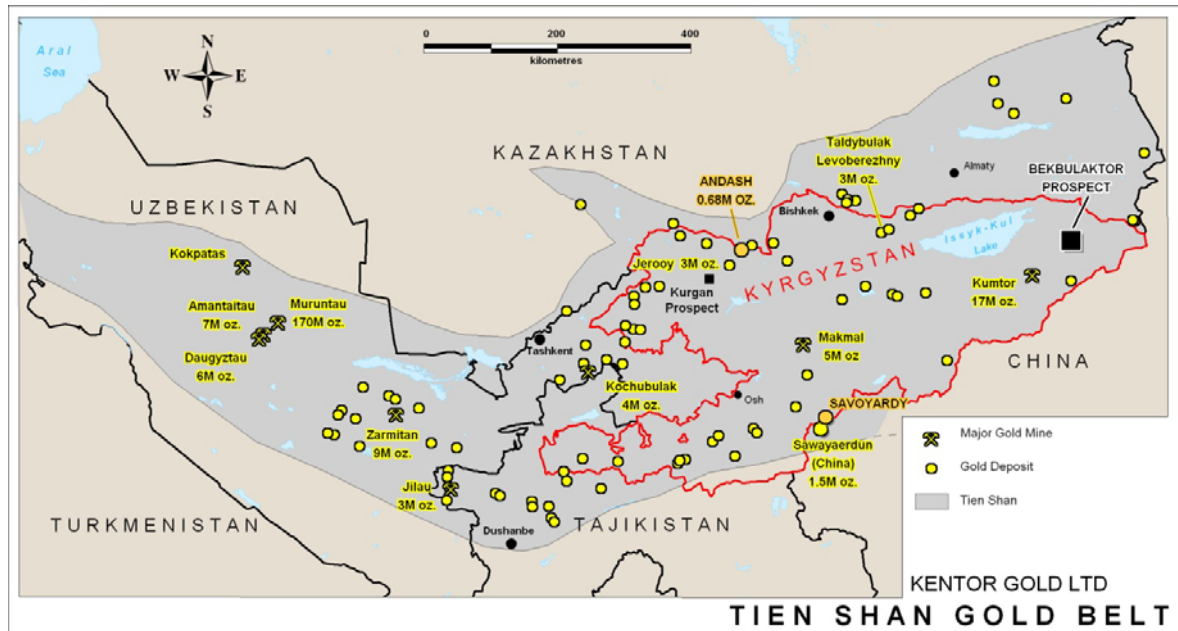 Aral
Sea
N
W E
S
0 200 400
kilometres
KAZAKHSTAN
UZBEKISTAN
Kokpatas
Amantaitau
7M oz.
Muruntau
170M oz.
Daugyztau
6M oz.
Zarmitan
9M oz.
Jilau
3M oz.
TURKMENISTAN
Dushanbe
TAJIKISTAN
Tashkent
Kochubulak
4M oz.
ANDASH
0.68M OZ.
Jerooy 3M oz.
Kurgan
Prospect
Bishkek
Taldybulak
Levoberezhny
3M oz.
Almaty
BEKBULAKTOR
PROSPECT
Issyk-Kul
Lake
KYRGYZSTAN
Kumtor
17M oz.
Makmal
5M oz
CHINA
Osh
SAVOYARDY
Sawayaerdun
(China)
1.5M oz.
Major Gold Mine
Gold Deposit
Tien Shan
KENTOR GOLD LTD
TIEN SHAN GOLD BELT